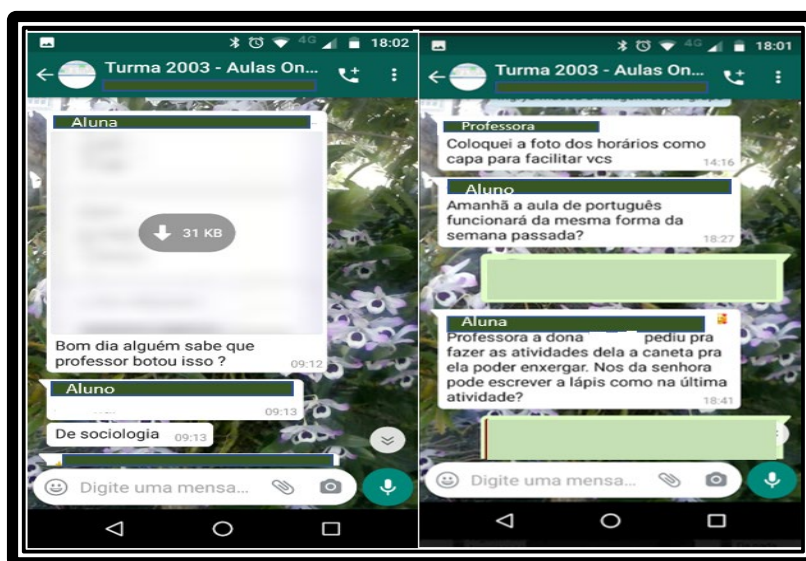 18:02
Turma 2003 - Aulas On...
Aluna
31 KB
Bom dia alguém sabe que
professor botou isso ?
09:12
Aluno
09:13
De sociologia 09:13
Digite uma mensa...
4G 18:01
Turma 2003 - Aulas On...
Professora
Coloquei a foto dos horários como
capa para facilitar vcs
14:16
Aluno
Amanhã a aula de português
funcionará da mesma forma da
semana passada?
18:27
Aluna
Professora a dona pediu pra
fazer as atividades dela a caneta pra
ela poder enxergar. Nos da senhora
pode escrever a lápis como na última
atividade?
18:41
Digite uma mensa...